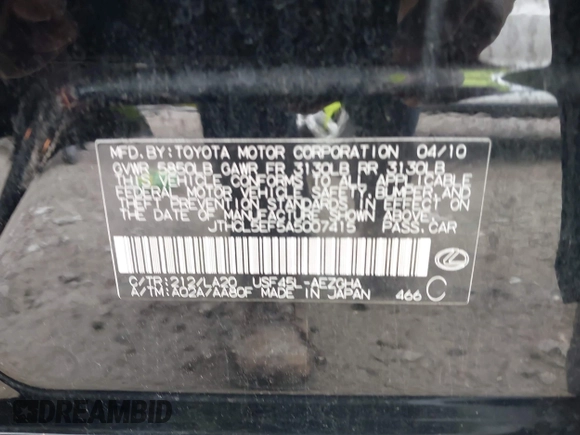 MFD.BY:TOYOTA MOTOR CORPORATION 04/10
GVWR 5850LB GAWR FR 3130LB RR 3130LB
THIS VEHICLE CONFORMS TO ALL APPLICABLE
FEDERAL MOTOR VEHICLE SAFETY,BUMPER,AND
THEFT PREVENTION STANDARDS IN EFFECT ON
THE DATE OF MANUFACTURE SHOWN ABOVE.
JTHCL5EF5A5007415 PASS.CAR
C/TR:212/LA20 USF45L-AEZQHA
A/TM:A02A/AA80F MADE IN JAPAN 466 C
DREAMBID